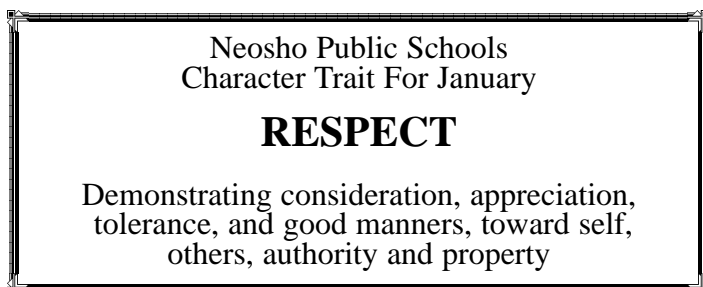 Neosho Public Schools
Character Trait For January
RESPECT
Demonstrating consideration, appreciation,
tolerance, and good manners, toward self,
others, authority and property